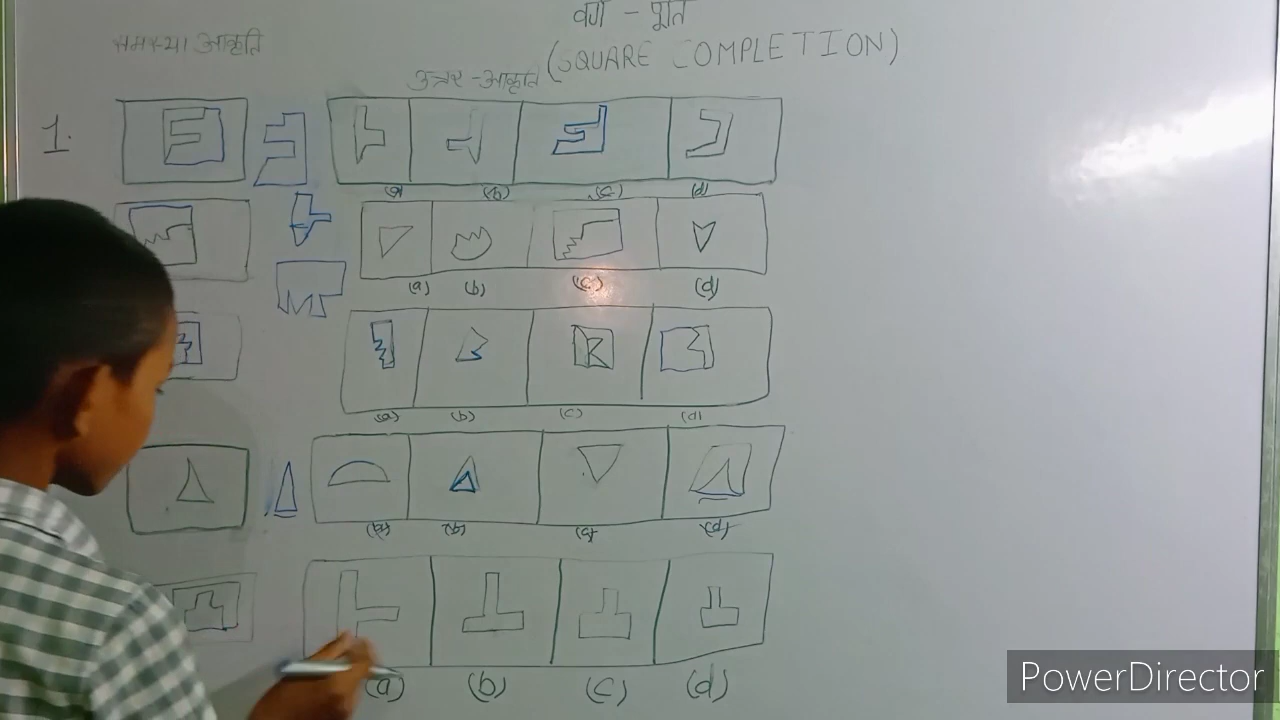 वर्ग - पूर्ति
समस्या आकृति
(SQUARE COMPLETION)
उत्तर-आकृति
1.
(a) (b) (c) (d)
(a) (b) (c) (d)
(a) (b) (c) (d)
(a) (b) (c) (d)
PowerDirector